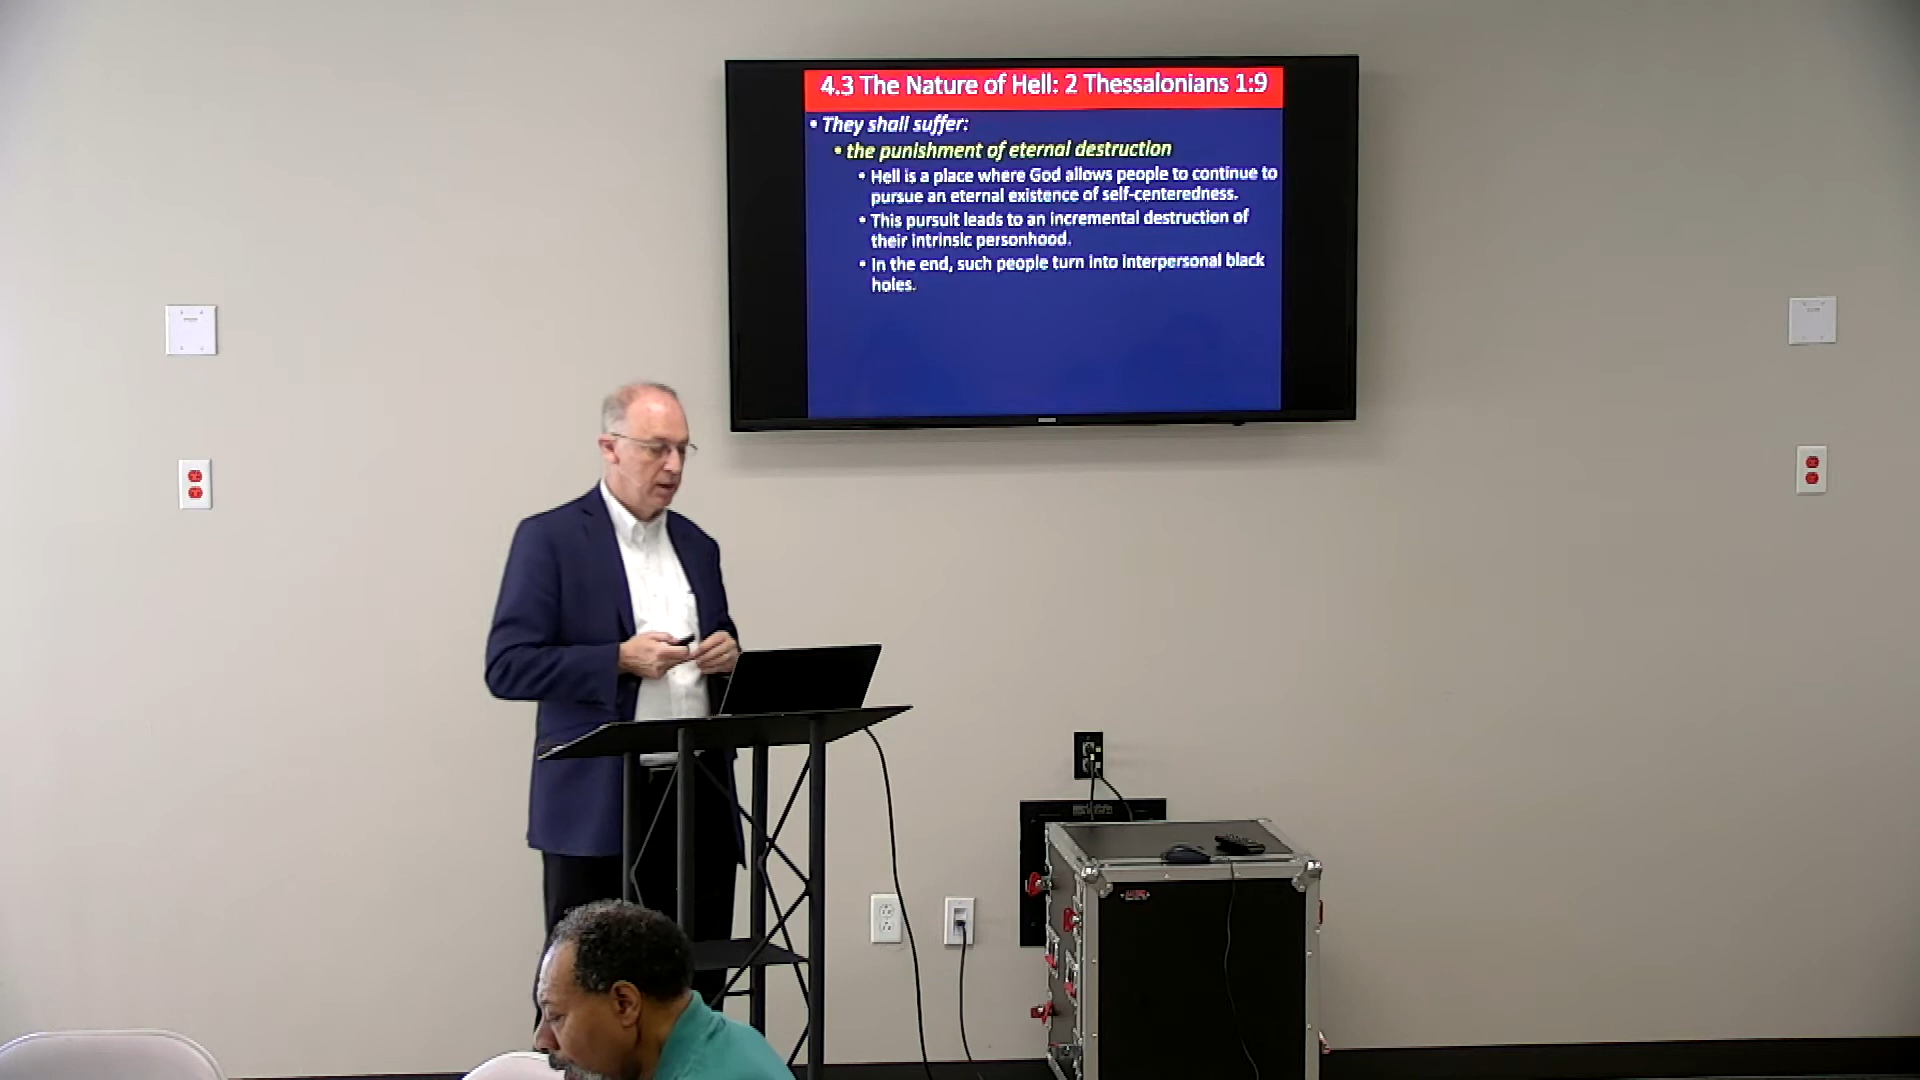 4.3 The Nature of Hell: 2 Thessalonians 1:9
• They shall suffer:
• the punishment of eternal destruction
• Hell is a place where God allows people to continue to
pursue an eternal existence of self-centeredness.
• This pursuit leads to an incremental destruction of
their intrinsic personhood.
• In the end, such people turn into interpersonal black
holes.